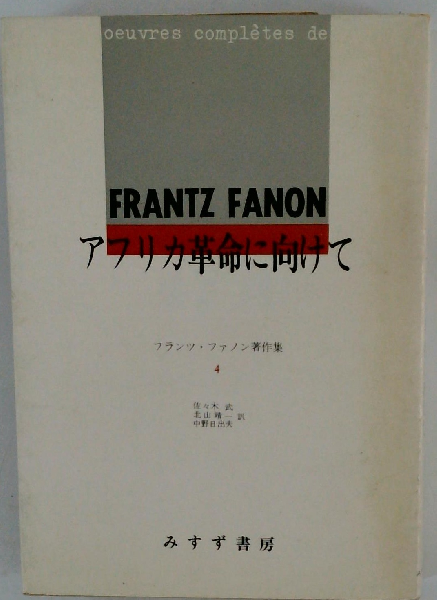 oeuvres complètes de
FRANTZ FANON
アフリカ革命に向けて
フランツ・ファノン著作集
4
佐々木 武
北山晴一 訳
中野日出男
みすず書房